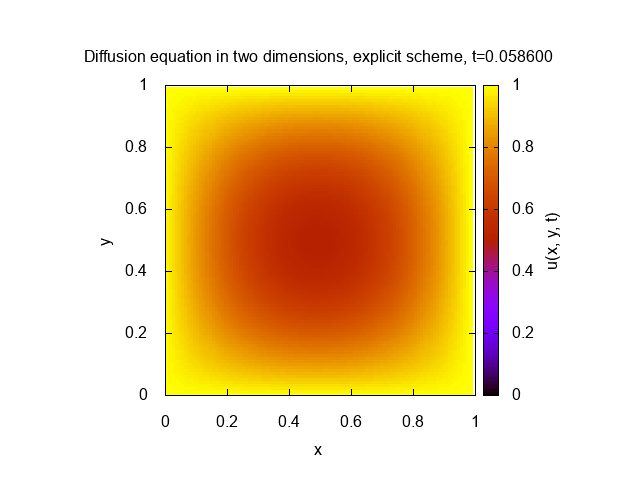 Diffusion equation in two dimensions, explicit scheme, t=0.058600
1
0.8
0.6
0.4
0.2
0
y
0 0.2 0.4 0.6 0.8 1
x
1
0.8
0.6
0.4
0.2
0
u(x, y, t)